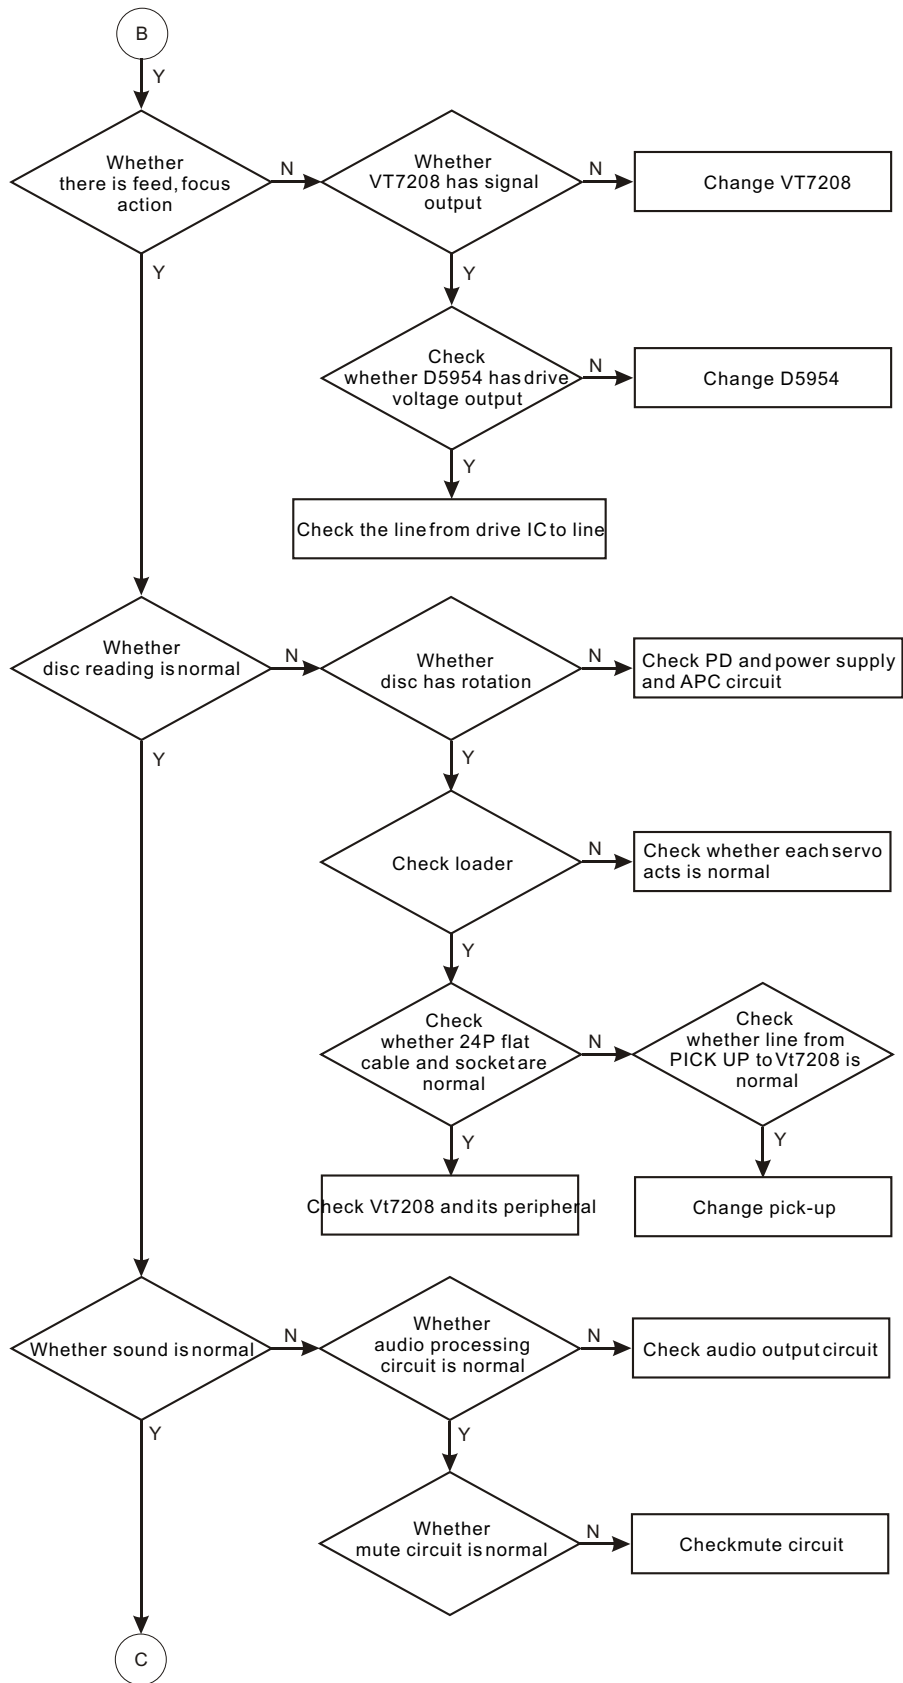 B
Y
Whether
there is feed, focus
action
N
Whether
VT7208 has signal
output
N
Change VT7208
Y
Y
Check
whether D5954 has drive
voltage output
N
Change D5954
Y
Check the line from drive IC to line
Whether
disc reading is normal
N
Whether
disc has rotation
N
Check PD and power supply
and APC circuit
Y
Y
Check loader
N
Check whether each servo
acts is normal
Y
Check
whether 24P flat
cable and socket are
normal
N
Check
whether line from
PICK UP to Vt7208 is
normal
Y
Y
Check Vt7208 and its peripheral
Change pick-up
Whether sound is normal
N
Whether
audio processing
circuit is normal
N
Check audio output circuit
Y
Y
Whether
mute circuit is normal
N
Checkmute circuit
C